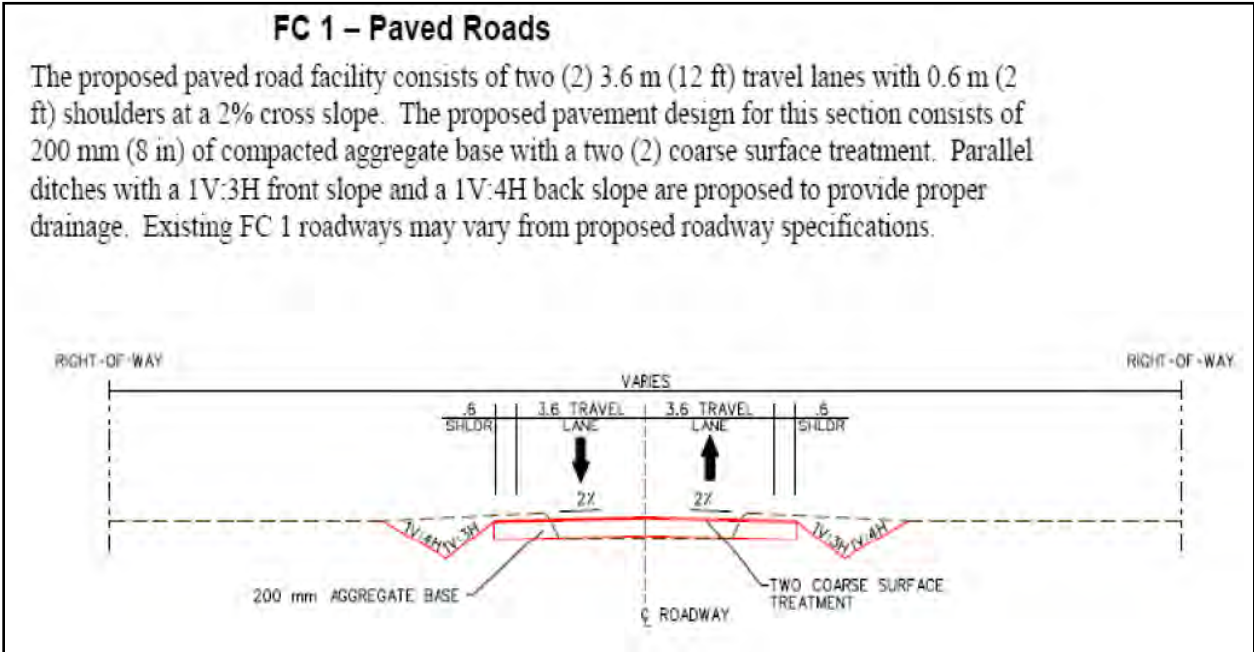 FC 1 – Paved Roads
The proposed paved road facility consists of two (2) 3.6 m (12 ft) travel lanes with 0.6 m (2
ft) shoulders at a 2% cross slope.  The proposed pavement design for this section consists of
200 mm (8 in) of compacted aggregate base with a two (2) coarse surface treatment.  Parallel
ditches with a 1V:3H front slope and a 1V:4H back slope are proposed to provide proper
drainage.  Existing FC 1 roadways may vary from proposed roadway specifications.
RIGHT-OF-WAY
RIGHT-OF-WAY
VARIES
.6 SHLDR
3.6 TRAVEL LANE
3.6 TRAVEL LANE
.6 SHLDR
2%
2%
1V:4H
1V:3H
1V:3H
1V:4H
200 mm AGGREGATE BASE
TWO COARSE SURFACE
TREATMENT
℄ ROADWAY